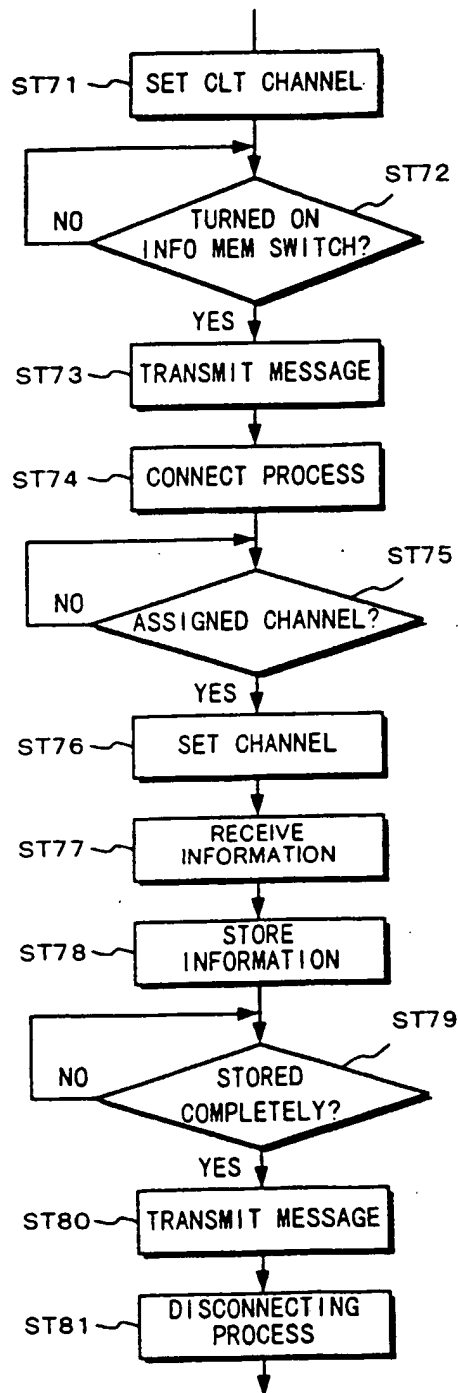 ST71
SET CLT CHANNEL
ST72
TURNED ON
INFO MEM SWITCH?
NO
YES
ST73
TRANSMIT MESSAGE
ST74
CONNECT PROCESS
ST75
ASSIGNED CHANNEL?
NO
YES
ST76
SET CHANNEL
ST77
RECEIVE
INFORMATION
ST78
STORE
INFORMATION
ST79
STORED
COMPLETELY?
NO
YES
ST80
TRANSMIT MESSAGE
ST81
DISCONNECTING
PROCESS